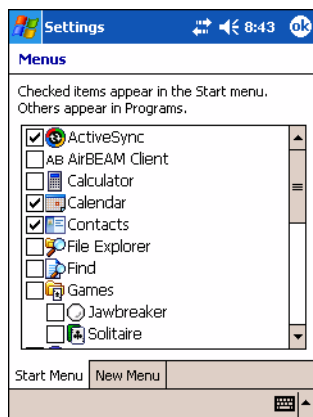 Settings 8:43 ok
Menus
Checked items appear in the Start menu.
Others appear in Programs.
ActiveSync
AB AirBEAM Client
Calculator
Calendar
Contacts
File Explorer
Find
Games
Jawbreaker
Solitaire
Start Menu New Menu